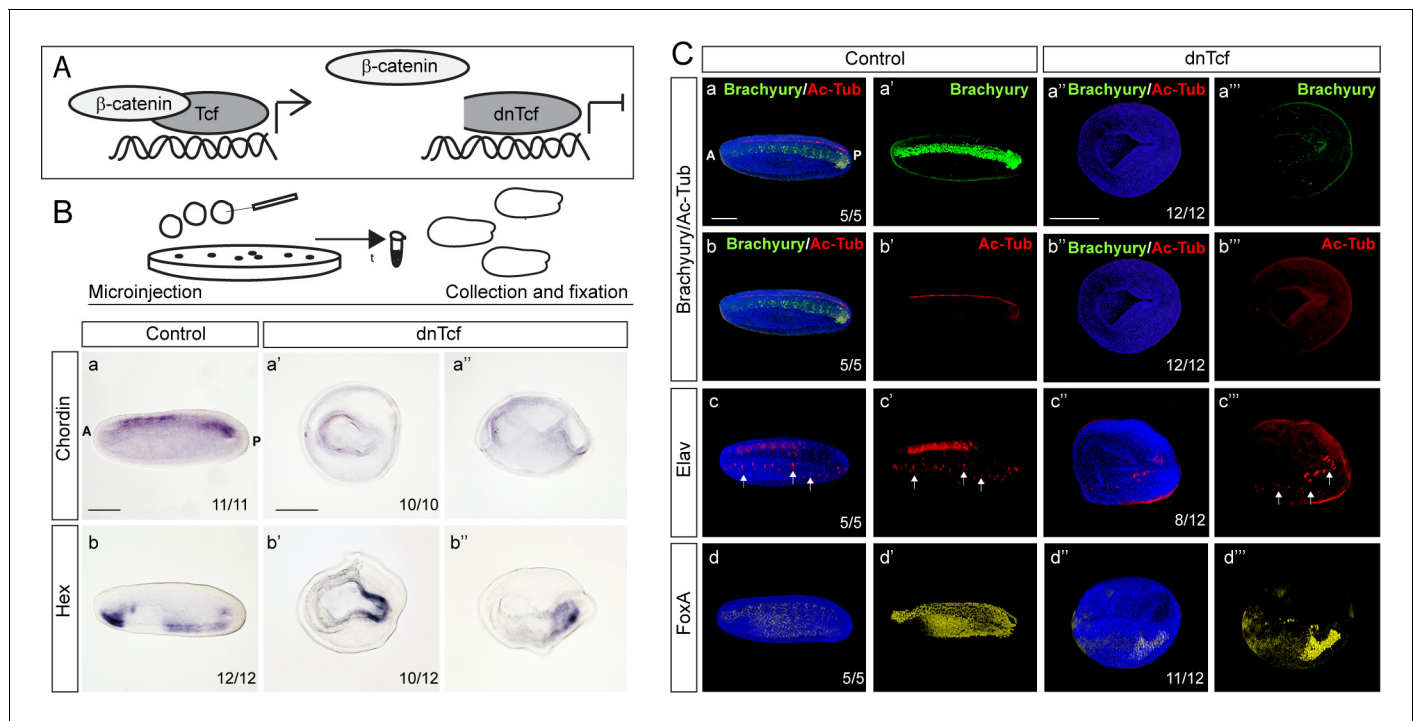 A
β-catenin
β-catenin
Tcf
dnTcf
B
t
Microinjection
Collection and fixation
Control
dnTcf
Chordin
a
A
P
11/11
a'
10/10
a''
Hex
b
12/12
b'
10/12
b''
C
Control
dnTcf
Brachyury/Ac-Tub
a Brachyury/Ac-Tub
A
P
5/5
a' Brachyury
a'' Brachyury/Ac-Tub
12/12
a''' Brachyury
b Brachyury/Ac-Tub
5/5
b' Ac-Tub
b'' Brachyury/Ac-Tub
12/12
b''' Ac-Tub
Elav
c
5/5
c'
c''
8/12
c'''
FoxA
d
5/5
d'
d''
11/12
d'''